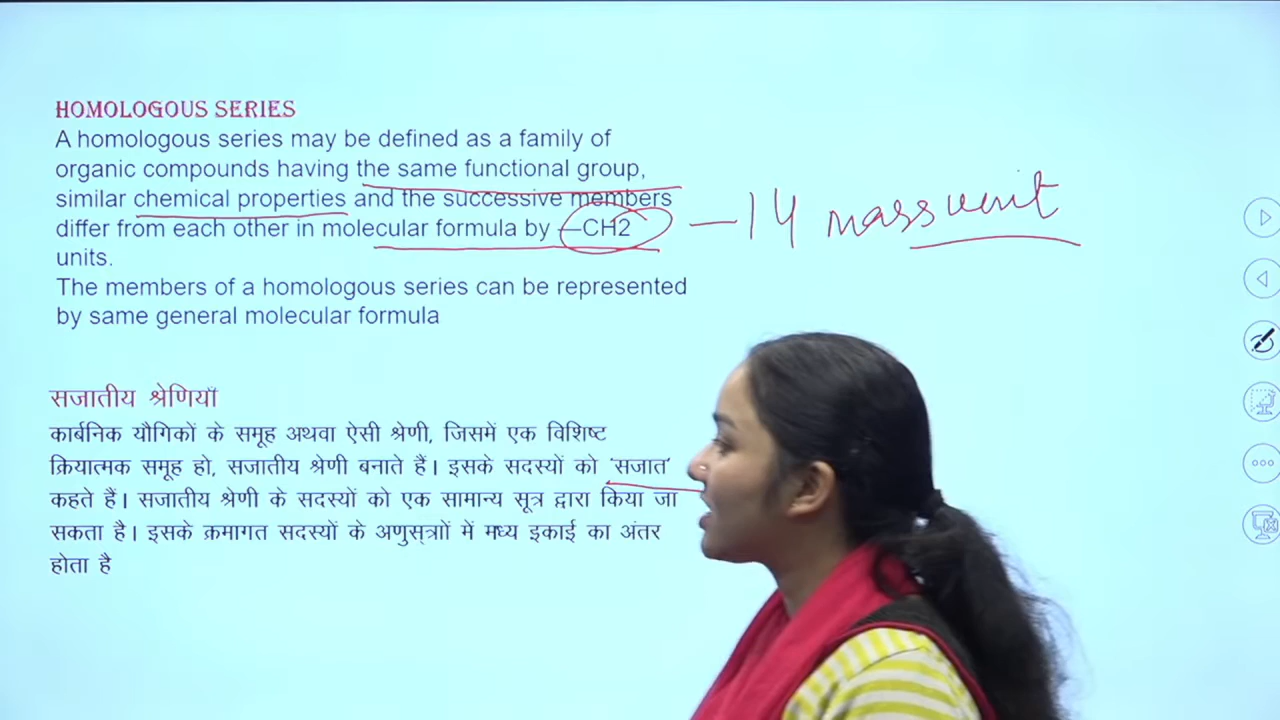 HOMOLOGOUS SERIES
A homologous series may be defined as a family of
organic compounds having the same functional group,
similar chemical properties and the successive members
differ from each other in molecular formula by —CH2 — 14 mass unit
units.
The members of a homologous series can be represented
by same general molecular formula
सजातीय श्रेणियाँ
कार्बनिक यौगिकों के समूह अथवा ऐसी श्रेणी, जिसमें एक विशिष्ट
क्रियात्मक समूह हो, सजातीय श्रेणी बनाते हैं। इसके सदस्यों को 'सजात'
कहते हैं। सजातीय श्रेणी के सदस्यों को एक सामान्य सूत्र द्वारा किया जा
सकता है। इसके क्रमागत सदस्यों के अणुस्त्राों में मध्य इकाई का अंतर
होता है